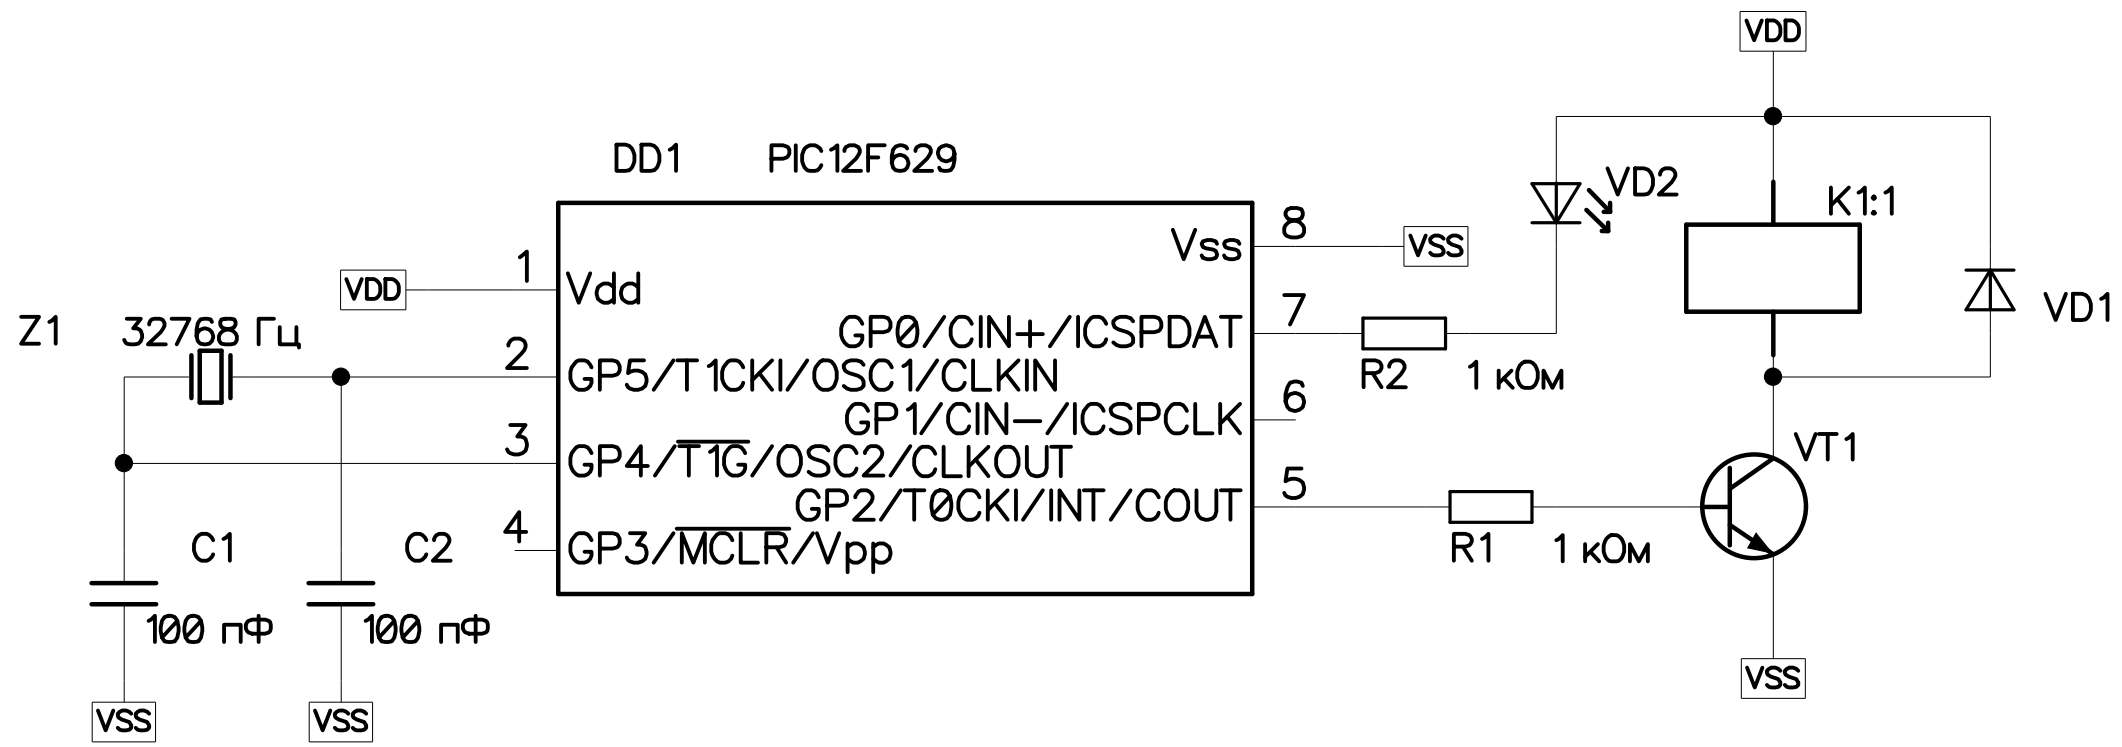 VDD
DD1 PIC12F629
VD2
K1:1
8
Vss
VSS
1
VDD
Vdd
VD1
Z1 32768 Гц
7
GP0/CIN+/ICSPDAT
2
GP5/T1CKI/OSC1/CLKIN
R2 1 кОм
6
GP1/CIN-/ICSPCLK
3
GP4/T1G/OSC2/CLKOUT
VT1
5
GP2/T0CKI/INT/COUT
4
GP3/MCLR/Vpp
C1 C2
R1 1 кОм
100 пФ 100 пФ
VSS
VSS VSS